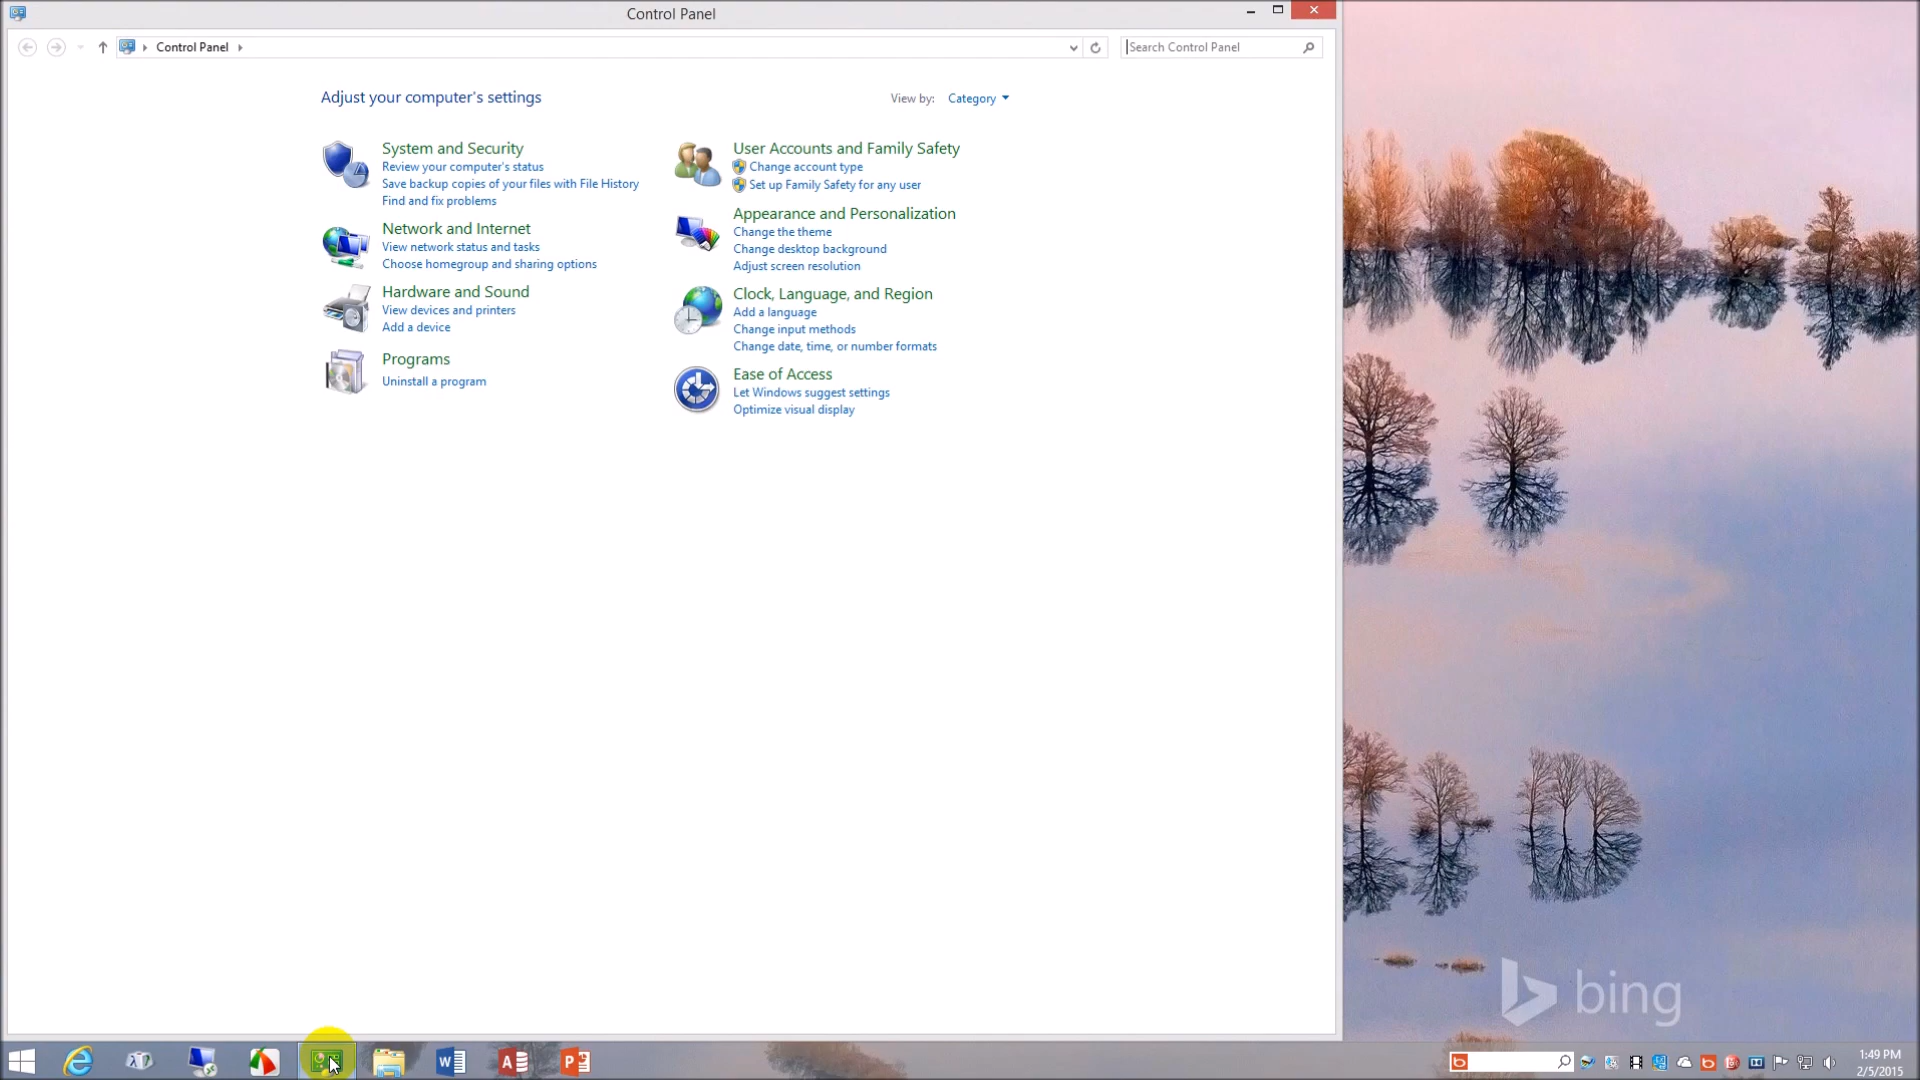 Control Panel
Control Panel
Search Control Panel
Adjust your computer's settings
View by: Category
System and Security
Review your computer's status
Save backup copies of your files with File History
Find and fix problems
Network and Internet
View network status and tasks
Choose homegroup and sharing options
Hardware and Sound
View devices and printers
Add a device
Programs
Uninstall a program
User Accounts and Family Safety
Change account type
Set up Family Safety for any user
Appearance and Personalization
Change the theme
Change desktop background
Adjust screen resolution
Clock, Language, and Region
Add a language
Change input methods
Change date, time, or number formats
Ease of Access
Let Windows suggest settings
Optimize visual display
bing
1:49 PM
2/5/2015